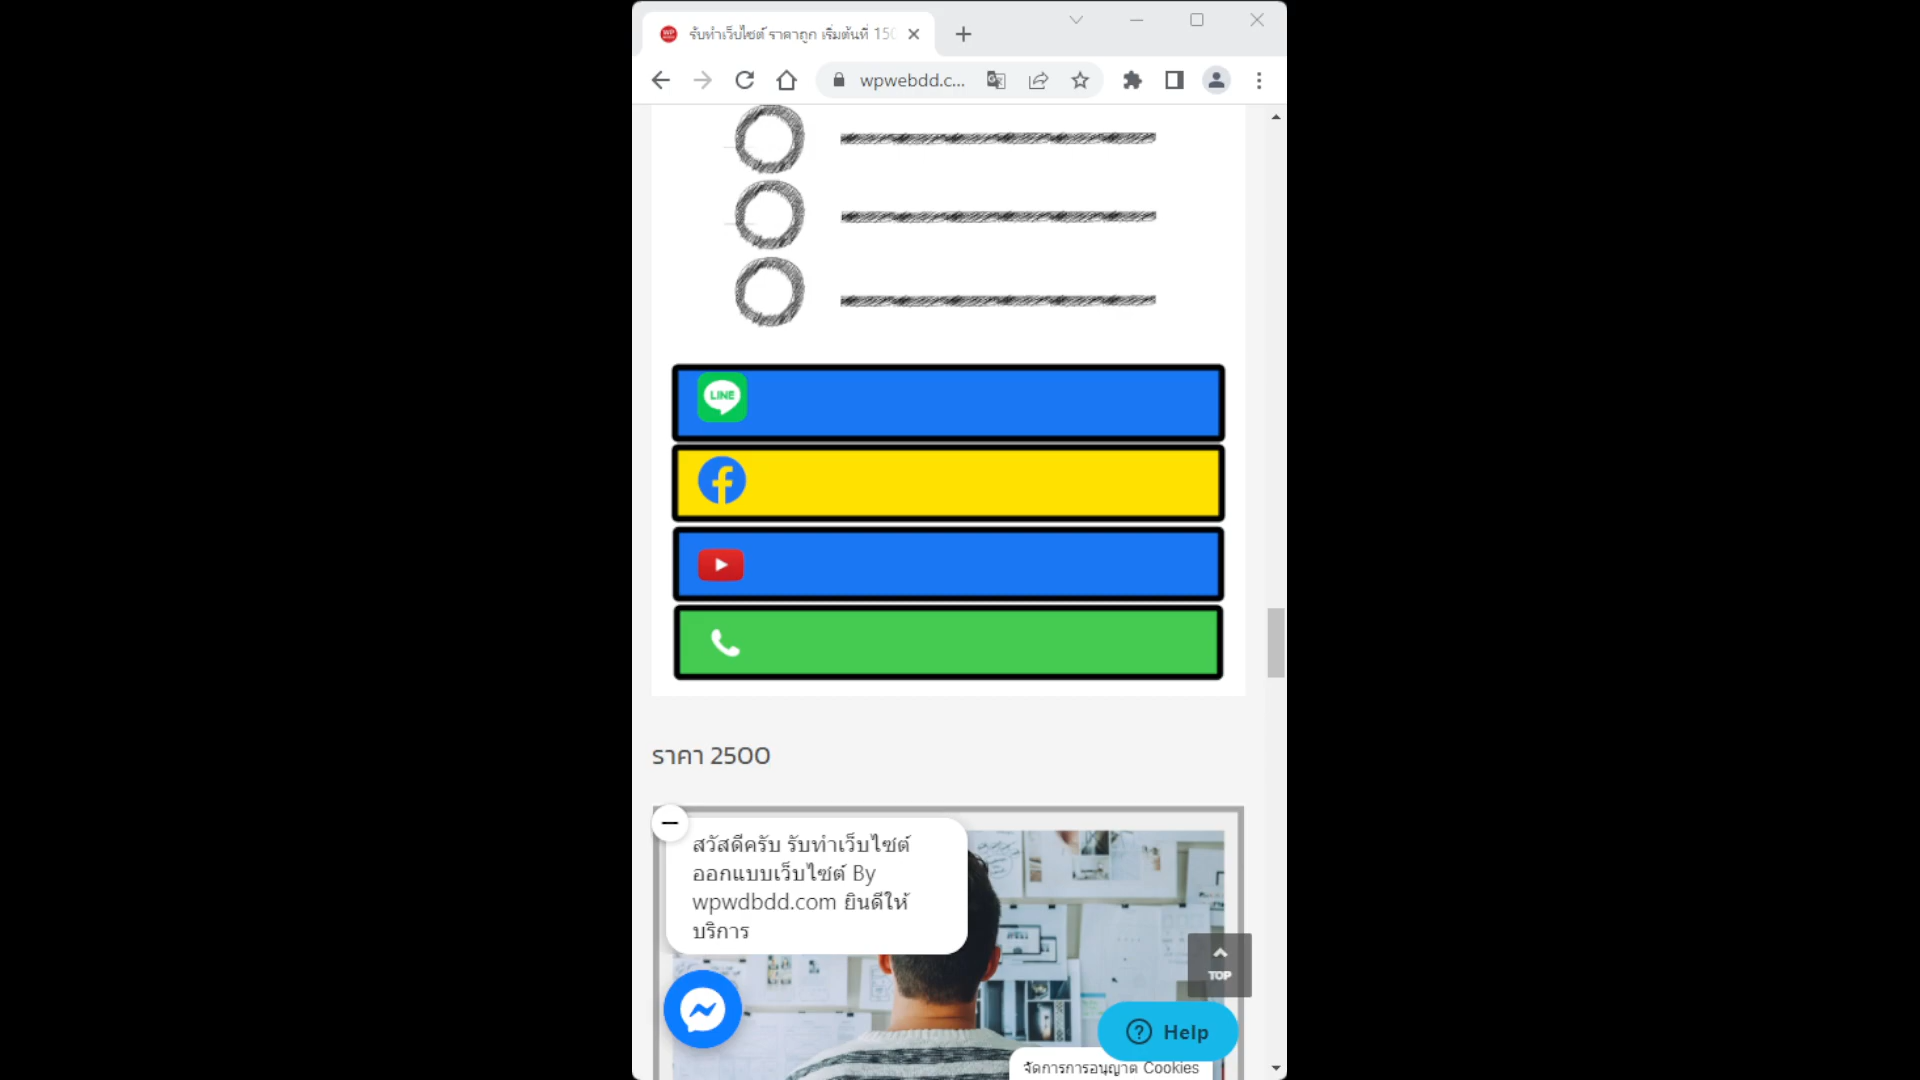 รับทำเว็บไซต์ ราคาถูก เริ่มต้นที่ 150
wpwebdd.c...
LINE
ราคา 2500
สวัสดีครับ รับทำเว็บไซต์
ออกแบบเว็บไซต์ By
wpwdbdd.com ยินดีให้
บริการ
TOP
Help
จัดการการอนุญาต Cookies